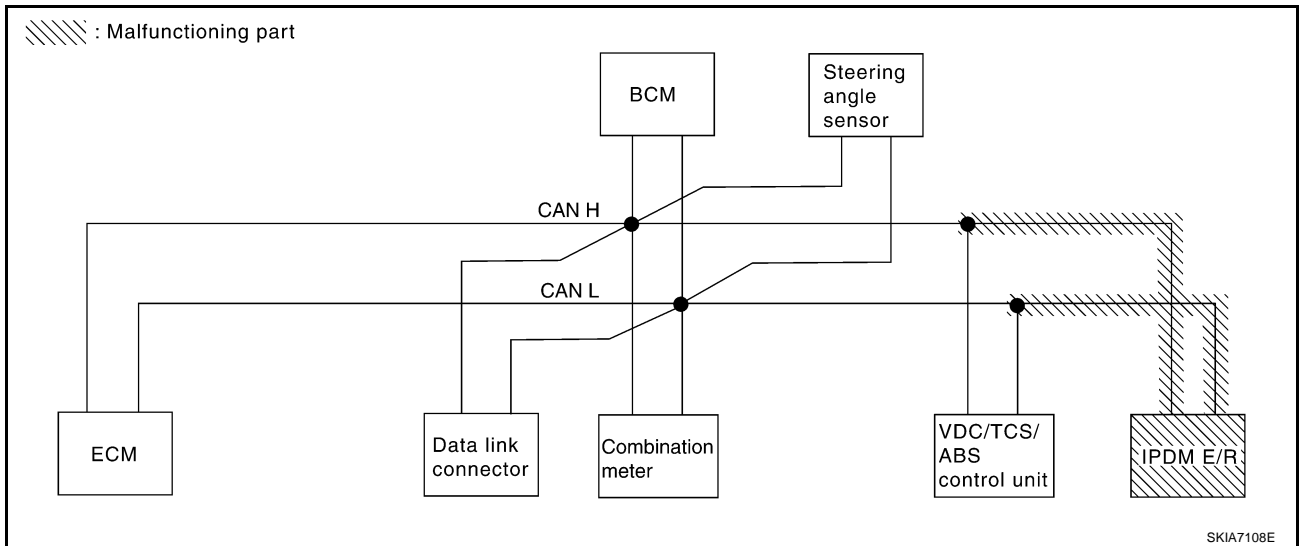 : Malfunctioning part
BCM
Steering
angle
sensor
CAN H
CAN L
ECM
Data link
connector
Combination
meter
VDC/TCS/
ABS
control unit
IPDM E/R
SKIA7108E